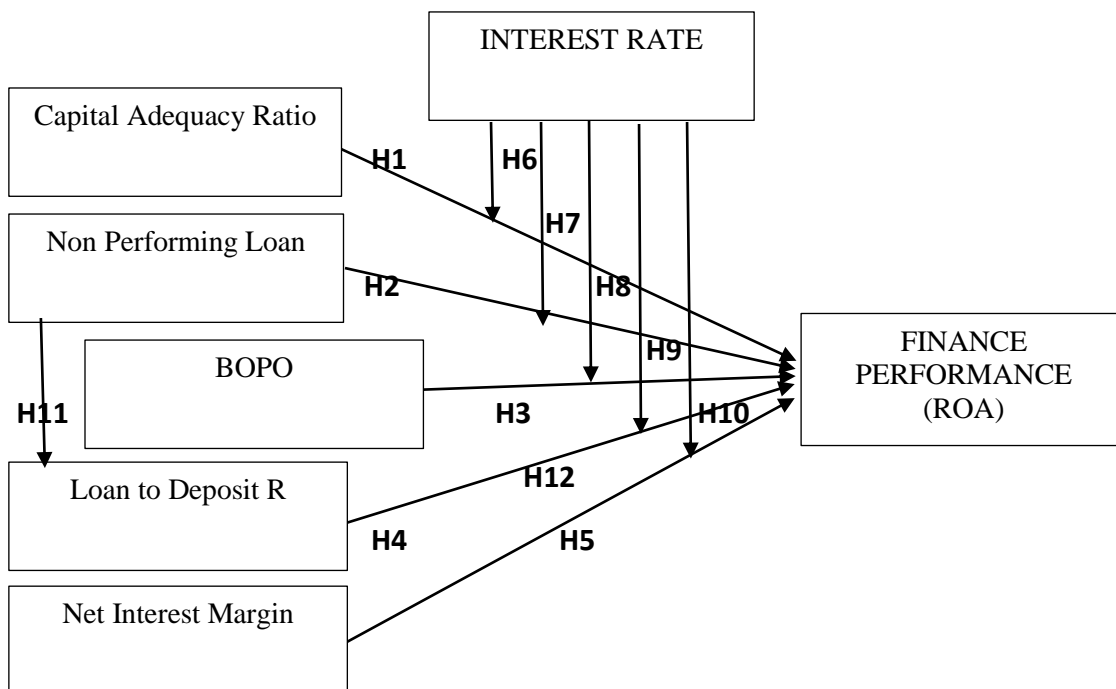 INTEREST RATE
Capital Adequacy Ratio
H1
H6
Non Performing Loan
H7
H2
H8
FINANCE
PERFORMANCE
(ROA)
BOPO
H9
H11
H3
H10
Loan to Deposit R
H12
H4
H5
Net Interest Margin